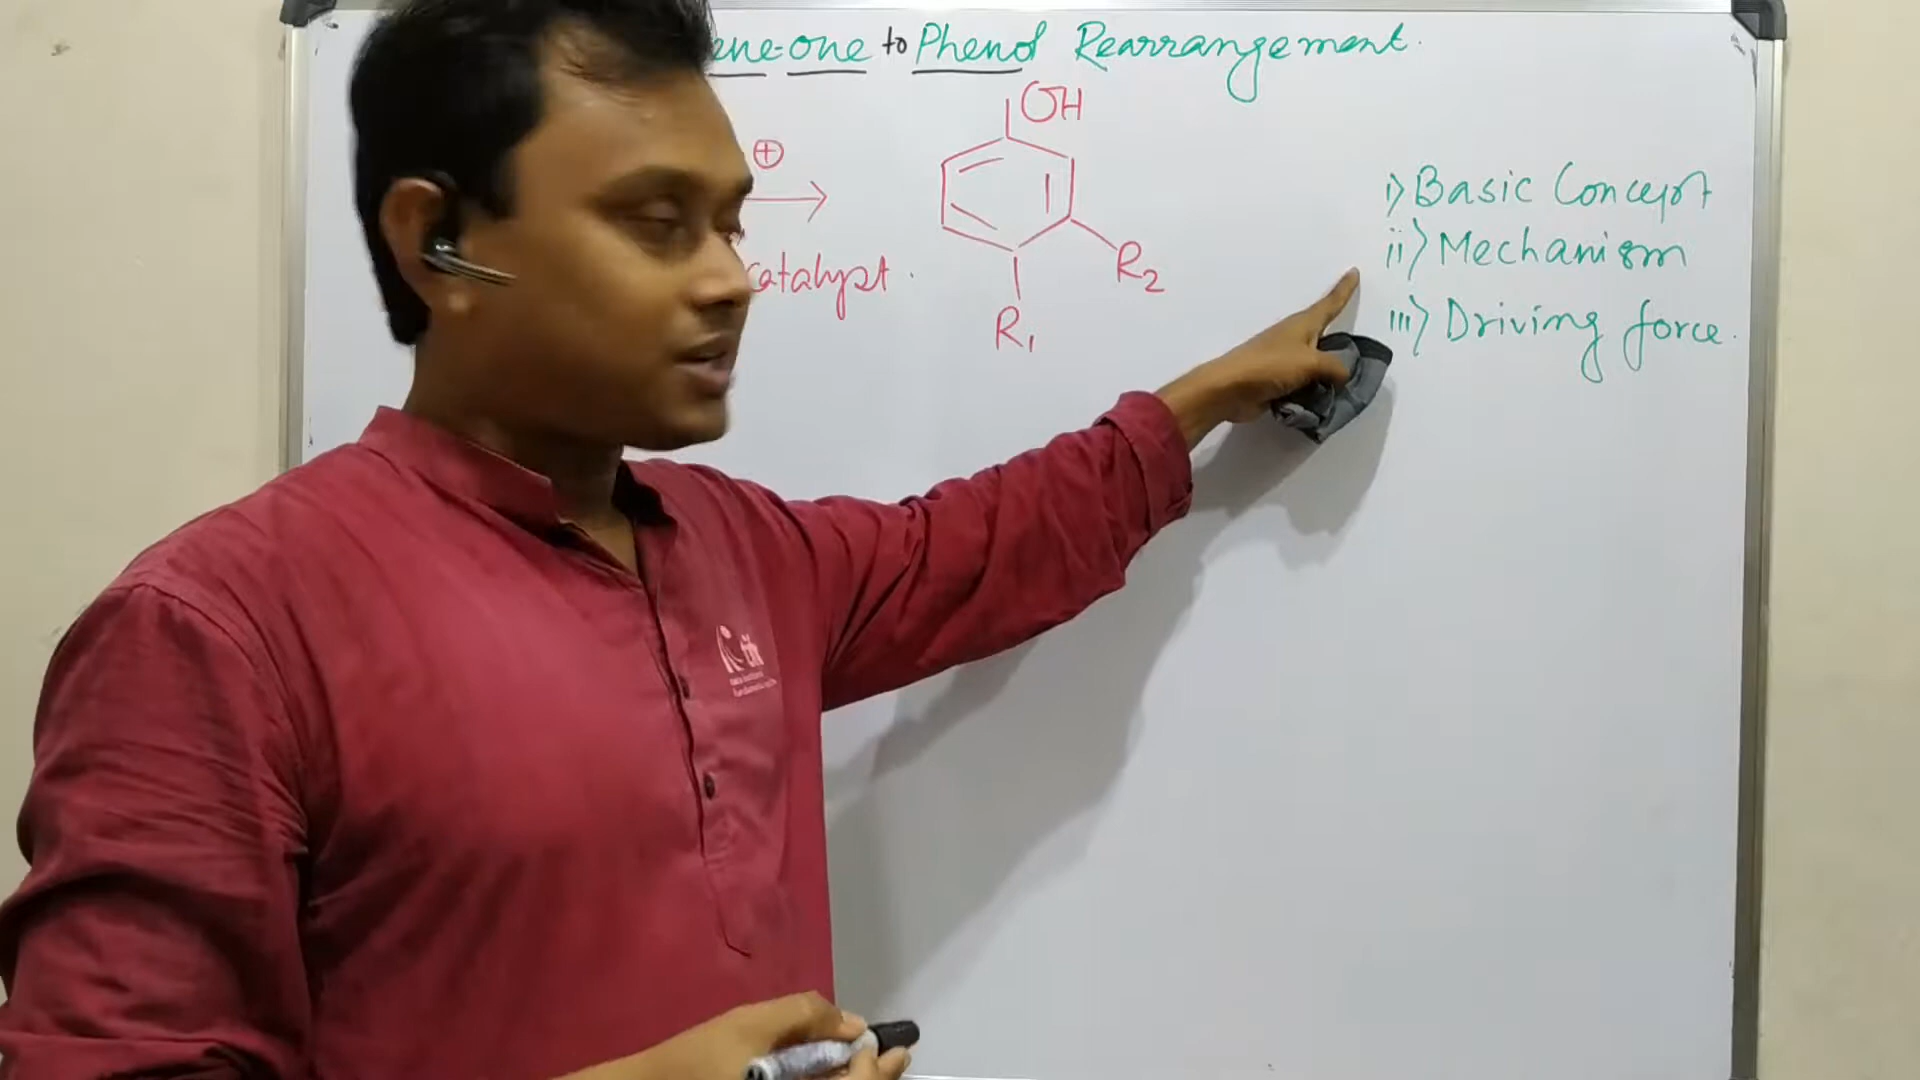 ene-one to Phenol Rearrangement.
OH
⊕
catalyst.
R2
R1
i) Basic Concept
ii) Mechanism
iii) Driving force.